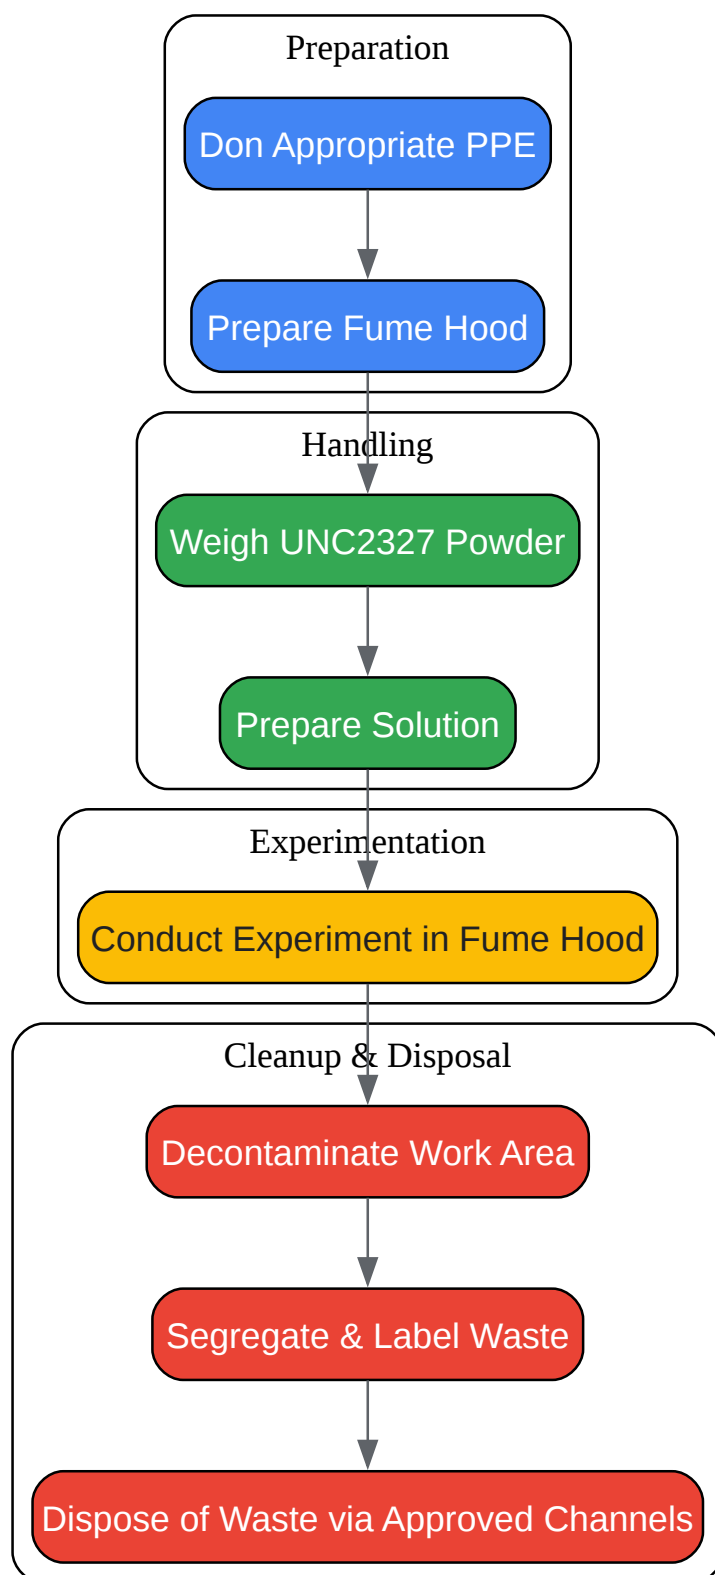 Preparation
Don Appropriate PPE
Prepare Fume Hood
Handling
Weigh UNC2327 Powder
Prepare Solution
Experimentation
Conduct Experiment in Fume Hood
Cleanup & Disposal
Decontaminate Work Area
Segregate & Label Waste
Dispose of Waste via Approved Channels